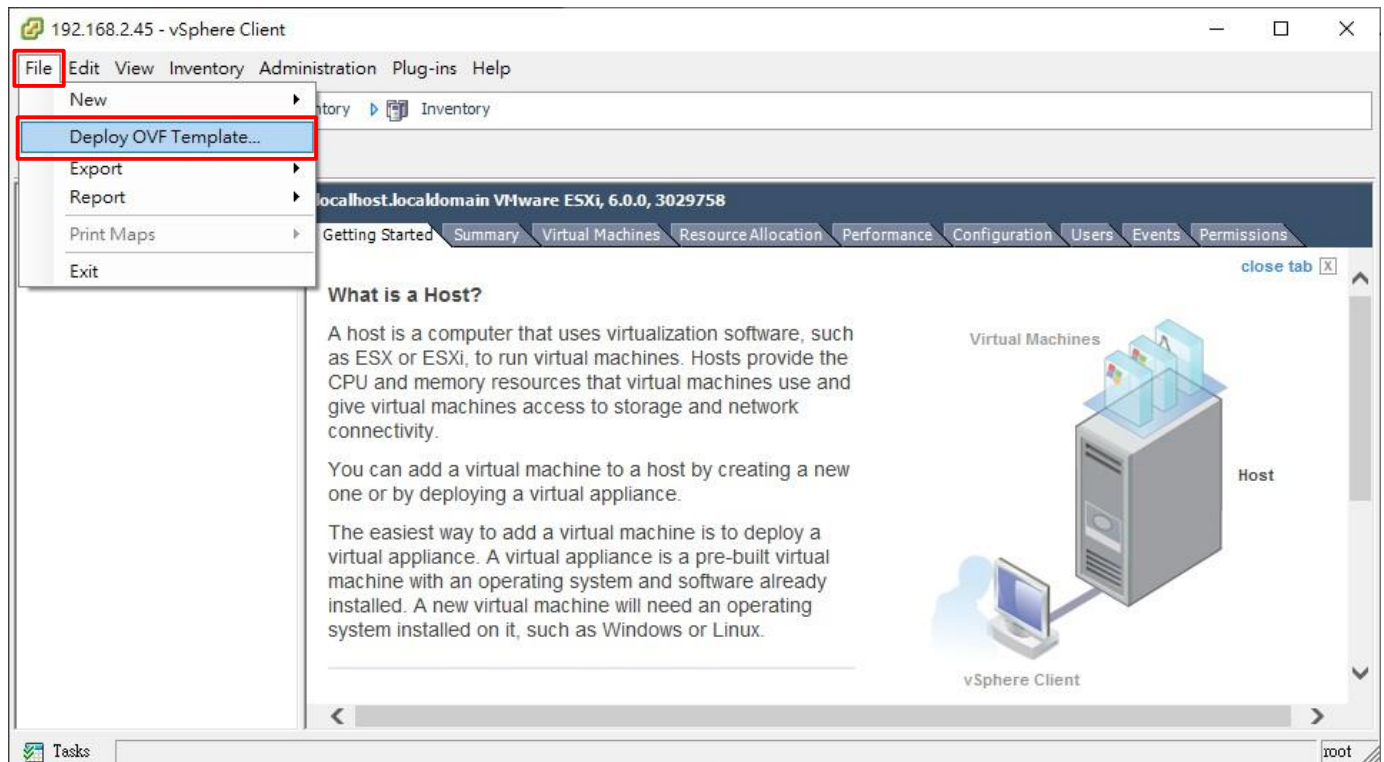 192.168.2.45 - vSphere Client
File Edit View Inventory Administration Plug-ins Help
New
ntory Inventory
Deploy OVF Template...
Export
Report
Print Maps
Exit
localhost.localdomain VMware ESXi, 6.0.0, 3029758
Getting Started Summary Virtual Machines Resource Allocation Performance Configuration Users Events Permissions
close tab X
What is a Host?
A host is a computer that uses virtualization software, such
as ESX or ESXi, to run virtual machines. Hosts provide the
CPU and memory resources that virtual machines use and
give virtual machines access to storage and network
connectivity.
You can add a virtual machine to a host by creating a new
one or by deploying a virtual appliance.
The easiest way to add a virtual machine is to deploy a
virtual appliance. A virtual appliance is a pre-built virtual
machine with an operating system and software already
installed. A new virtual machine will need an operating
system installed on it, such as Windows or Linux.
Virtual Machines
Host
vSphere Client
Tasks
root